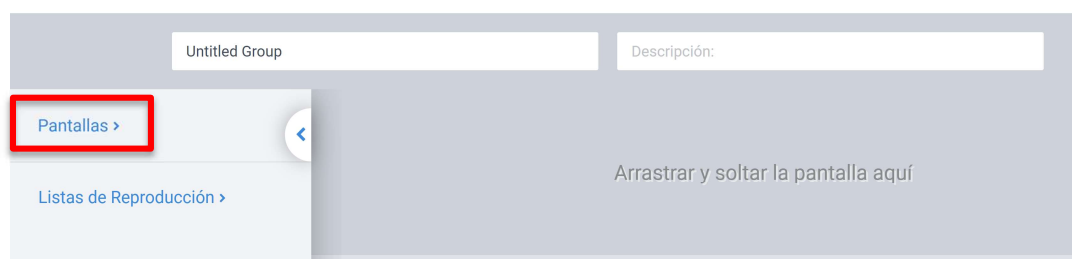 Untitled Group
Descripción:
Pantallas >
Arrastrar y soltar la pantalla aquí
Listas de Reproducción >